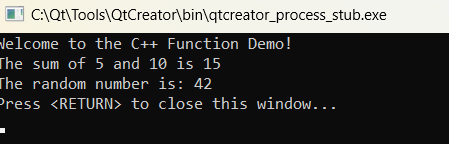 C:\Qt\Tools\QtCreator\bin\qtcreator_process_stub.exe
Welcome to the C++ Function Demo!
The sum of 5 and 10 is 15
The random number is: 42
Press <RETURN> to close this window...